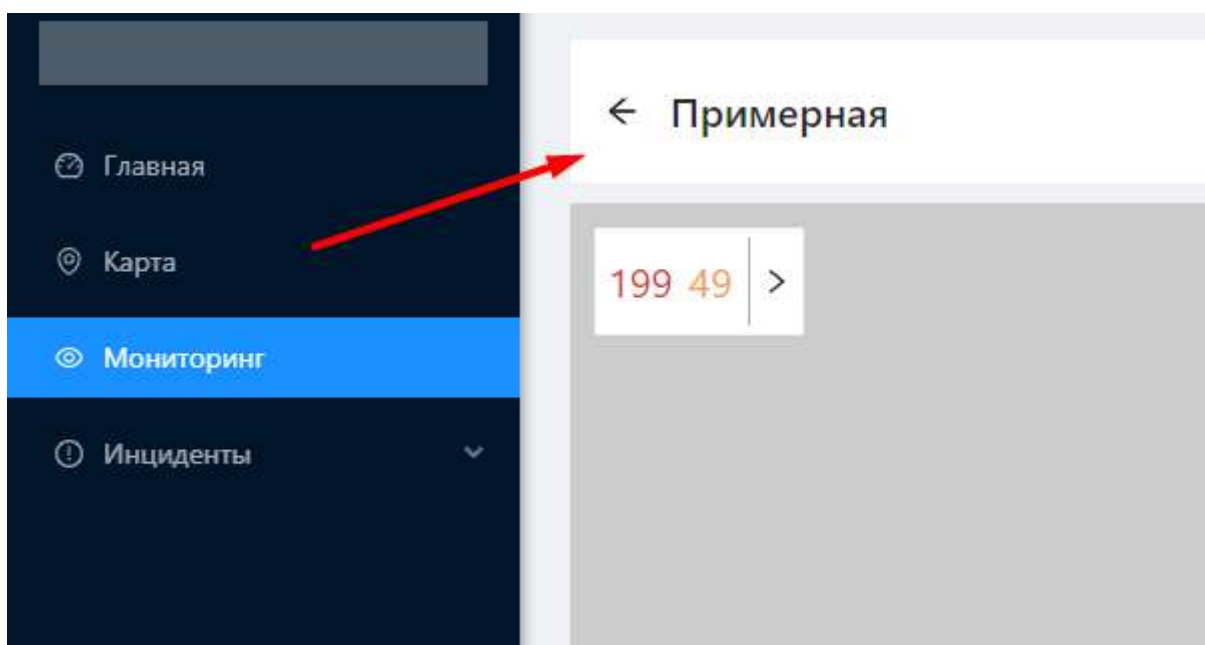 Главная
Карта
Мониторинг
Инциденты
← Примерная
199 49 >